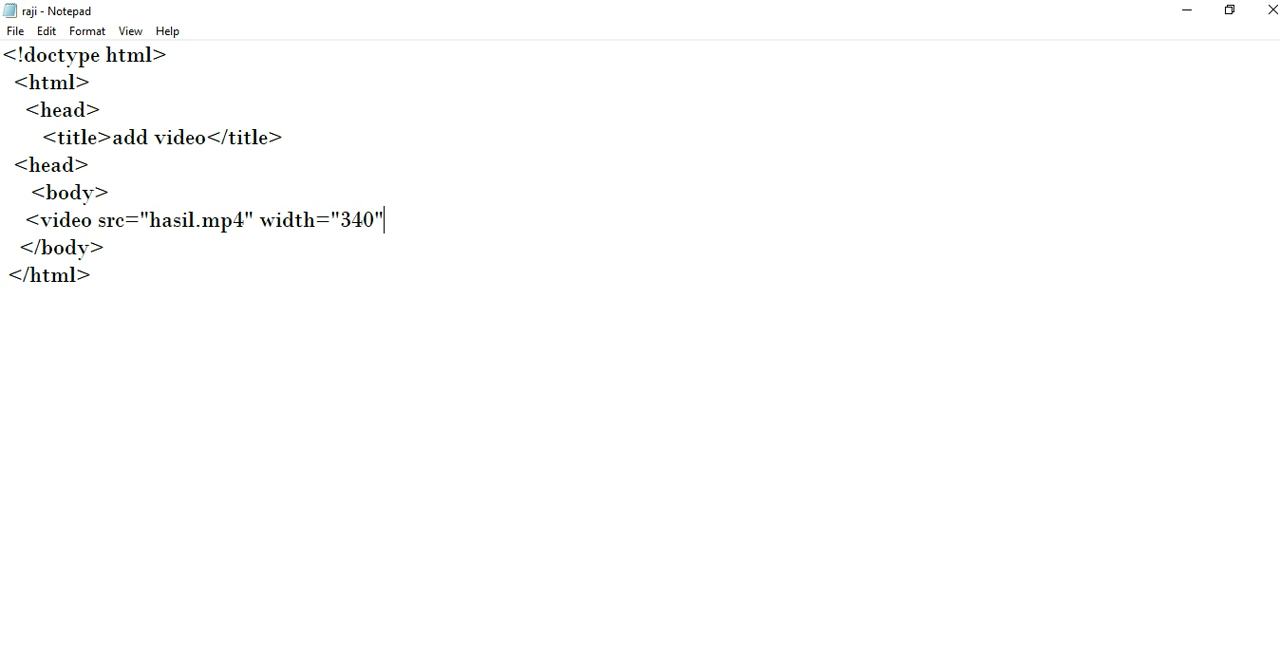 raji - Notepad
File Edit Format View Help
<!doctype html>
<html>
<head>
<title>add video</title>
<head>
<body>
<video src="hasil.mp4" width="340"
</body>
</html>